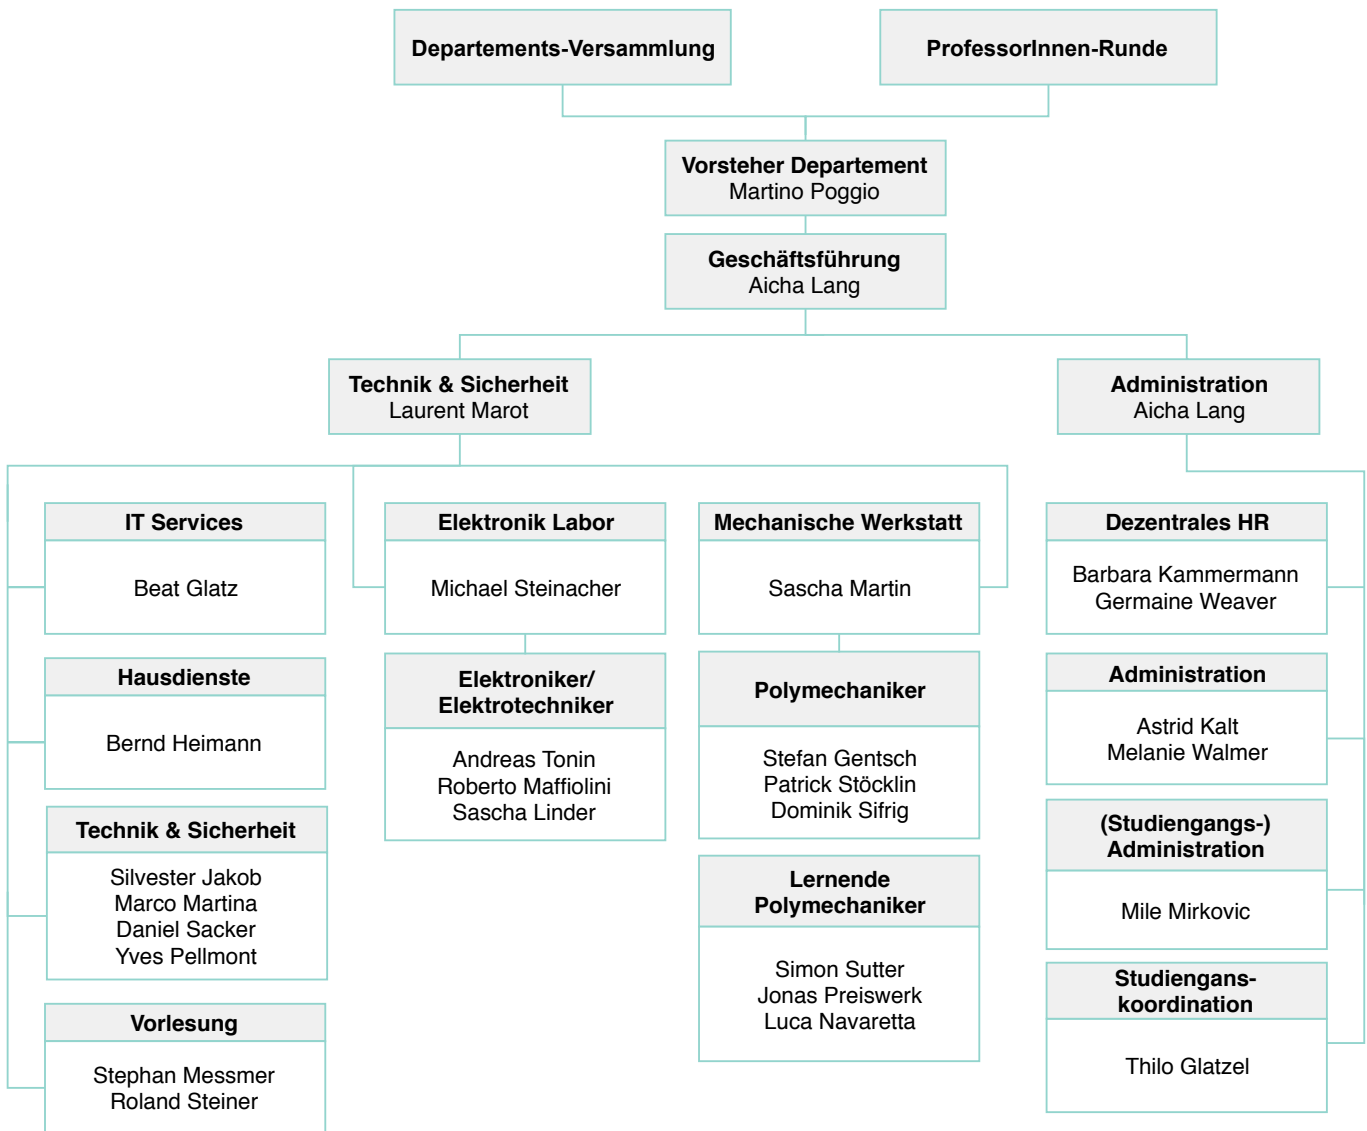 Departements-Versammlung
ProfessorInnen-Runde
Vorsteher Departement
Martino Poggio
Geschäftsführung
Aicha Lang
Technik & Sicherheit
Laurent Marot
Administration
Aicha Lang
IT Services
Beat Glatz
Hausdienste
Bernd Heimann
Technik & Sicherheit
Silvester Jakob
Marco Martina
Daniel Sacker
Yves Pellmont
Vorlesung
Stephan Messmer
Roland Steiner
Elektronik Labor
Michael Steinacher
Elektroniker/
Elektrotechniker
Andreas Tonin
Roberto Maffiolini
Sascha Linder
Mechanische Werkstatt
Sascha Martin
Polymechaniker
Stefan Gentsch
Patrick Stöcklin
Dominik Sifrig
Lernende
Polymechaniker
Simon Sutter
Jonas Preiswerk
Luca Navaretta
Dezentrales HR
Barbara Kammermann
Germaine Weaver
Administration
Astrid Kalt
Melanie Walmer
(Studiengangs-)
Administration
Mile Mirkovic
Studiengans-
koordination
Thilo Glatzel